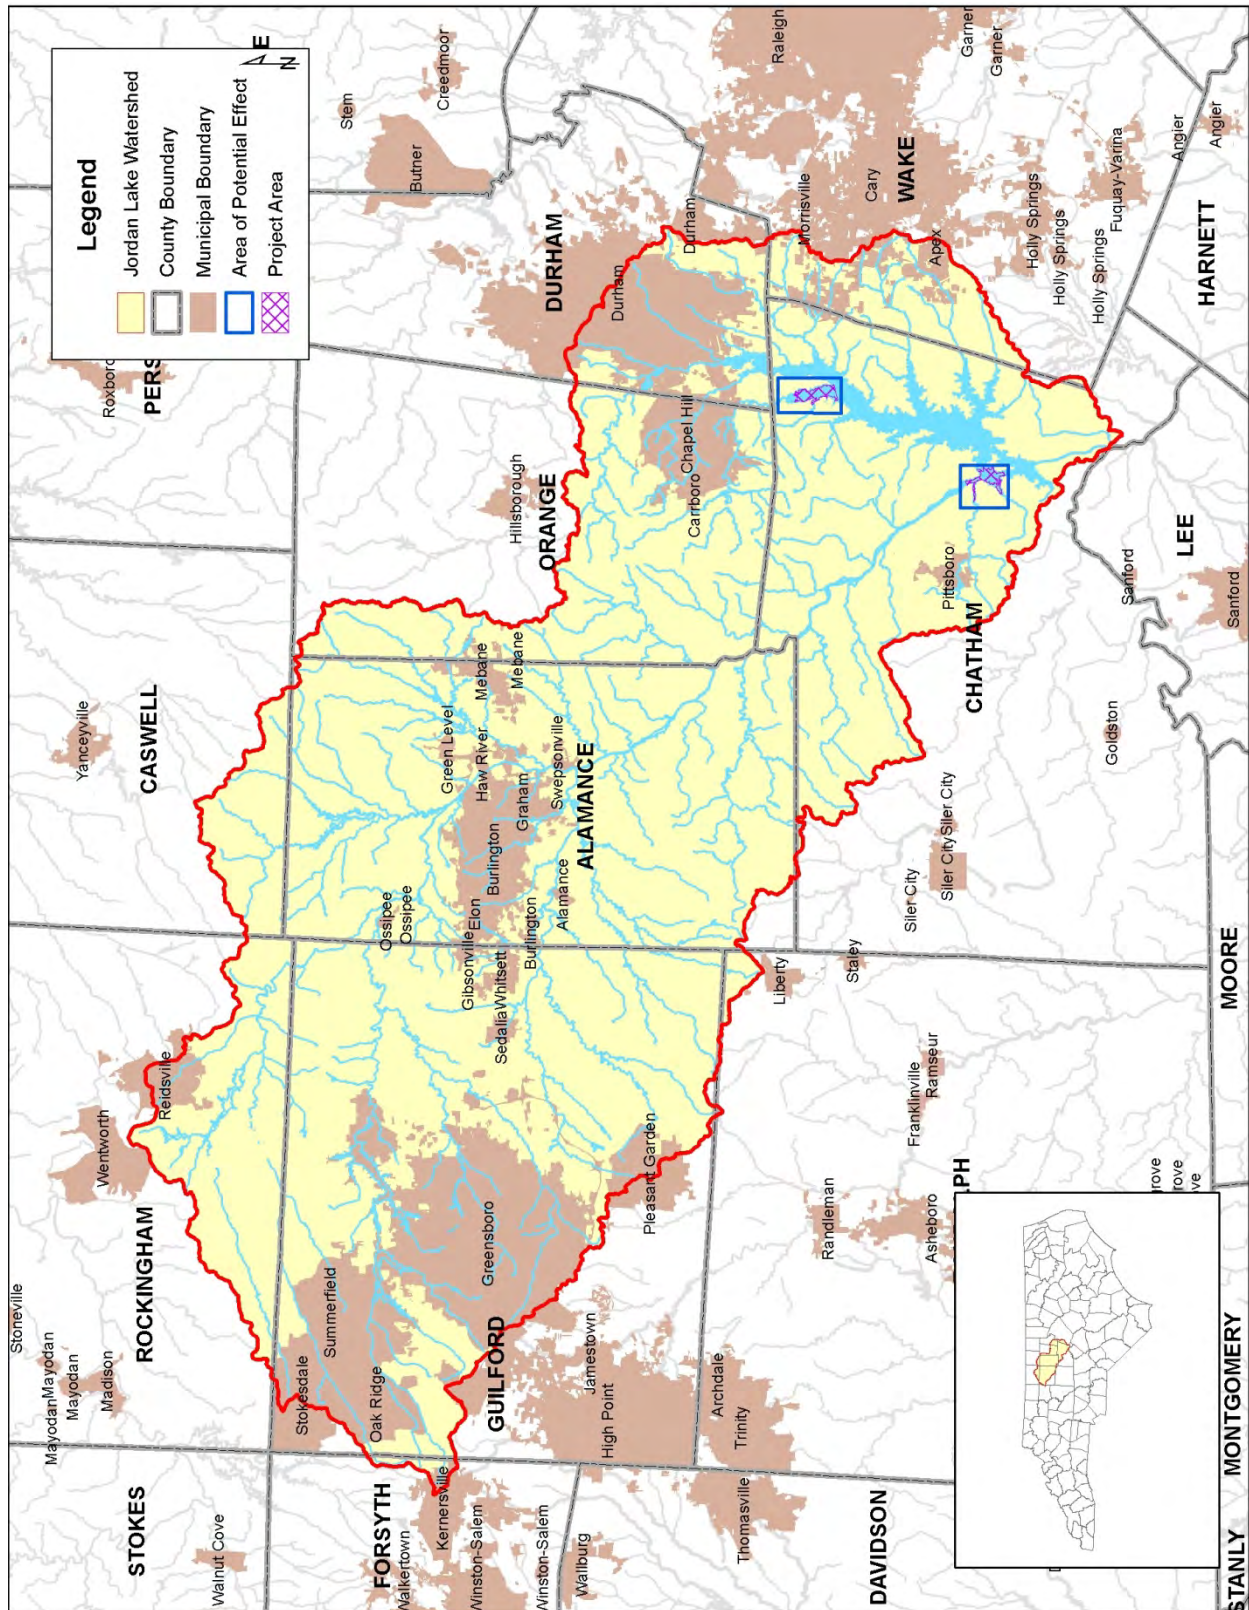 Legend
Jordan Lake Watershed
County Boundary
Municipal Boundary
Area of Potential Effect
Project Area
E
N
STOKES
ROCKINGHAM
CASWELL
PERS
FORSYTH
GUILFORD
ALAMANCE
ORANGE
DURHAM
WAKE
DAVIDSON
LPH
CHATHAM
LEE
HARNETT
STANLY
MONTGOMERY
MOORE
Stoneville
Mayodan
Mayodan
Mayodan
Madison
Walnut Cove
Wentworth
Reidsville
Yanceyville
Roxboro
Stem
Creedmoor
Butner
Stokesdale
Summerfield
Oak Ridge
Kernersville
Walkertown
Winston-Salem
Winston-Salem
Wallburg
Greensboro
Jamestown
High Point
Archdale
Trinity
Thomasville
Pleasant Garden
Ossipee
Ossipee
Gibsonville
Elon
Burlington
Sedalia
Whitsett
Burlington
Alamance
Green Level
Haw River
Graham
Swepsonville
Mebane
Mebane
Hillsborough
Carrboro
Chapel Hill
Durham
Durham
Morrisville
Cary
Raleigh
Garner
Garner
Apex
Holly Springs
Holly Springs
Holly Springs
Fuquay-Varina
Angier
Angier
Pittsboro
Sanford
Sanford
Goldston
Siler City
Siler City
Siler City
Liberty
Staley
Ramseur
Franklinville
Randleman
Asheboro
grove
grove
ove